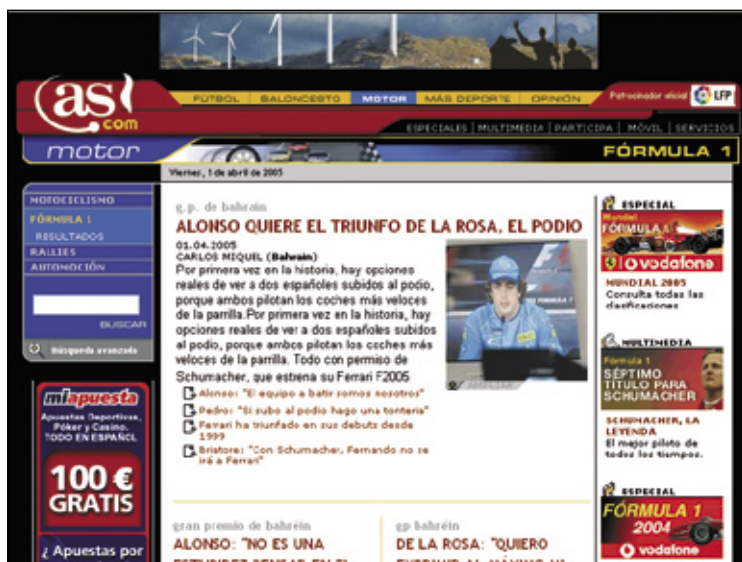 as
.com
FÚTBOL BALONCESTO MOTOR MÁS DEPORTE OPINIÓN
Patrocinador oficial LFP
ESPECIALES | MULTIMEDIA | PARTICIPA | MÓVIL | SERVICIOS
motor
FÓRMULA 1
Viernes, 1 de abril de 2005
MOTOCICLISMO
FÓRMULA 1
RESULTADOS
RALLIES
AUTOMOCIÓN
BUSCAR
Búsqueda avanzada
miapuesta
Apuestas Deportivas,
Póker y Casino.
TODO EN ESPAÑOL
100 €
GRATIS
¿Apuestas por
g.p. de bahrain
ALONSO QUIERE EL TRIUNFO DE LA ROSA, EL PODIO
01.04.2005
CARLOS MIQUEL (Bahrain)
Por primera vez en la historia, hay opciones
reales de ver a dos españoles subidos al podio,
porque ambos pilotan los coches más veloces
de la parrilla.Por primera vez en la historia, hay
opciones reales de ver a dos españoles subidos
al podio, porque ambos pilotan los coches más
veloces de la parrilla. Todo con permiso de
Schumacher, que estrena su Ferrari F2005
AMPLIAR
Alonso: "El equipo a batir somos nosotros"
Pedro: "Si subo al podio hago una tontería"
Ferrari ha triunfado en sus debuts desde
1999
Briatore: "Con Schumacher, Fernando no se
irá a Ferrari"
gran premio de bahréin
ALONSO: "NO ES UNA
gp bahréin
DE LA ROSA: "QUIERO
ESPECIAL
Mundial
FÓRMULA 1
vodafone
MUNDIAL 2005
Consulta todas las
clasificaciones
MULTIMEDIA
Fórmula 1
SÉPTIMO
TÍTULO PARA
SCHUMACHER
SCHUMACHER, LA
LEYENDA
El mejor piloto de
todos los tiempos.
ESPECIAL
FÓRMULA 1
2004
vodafone